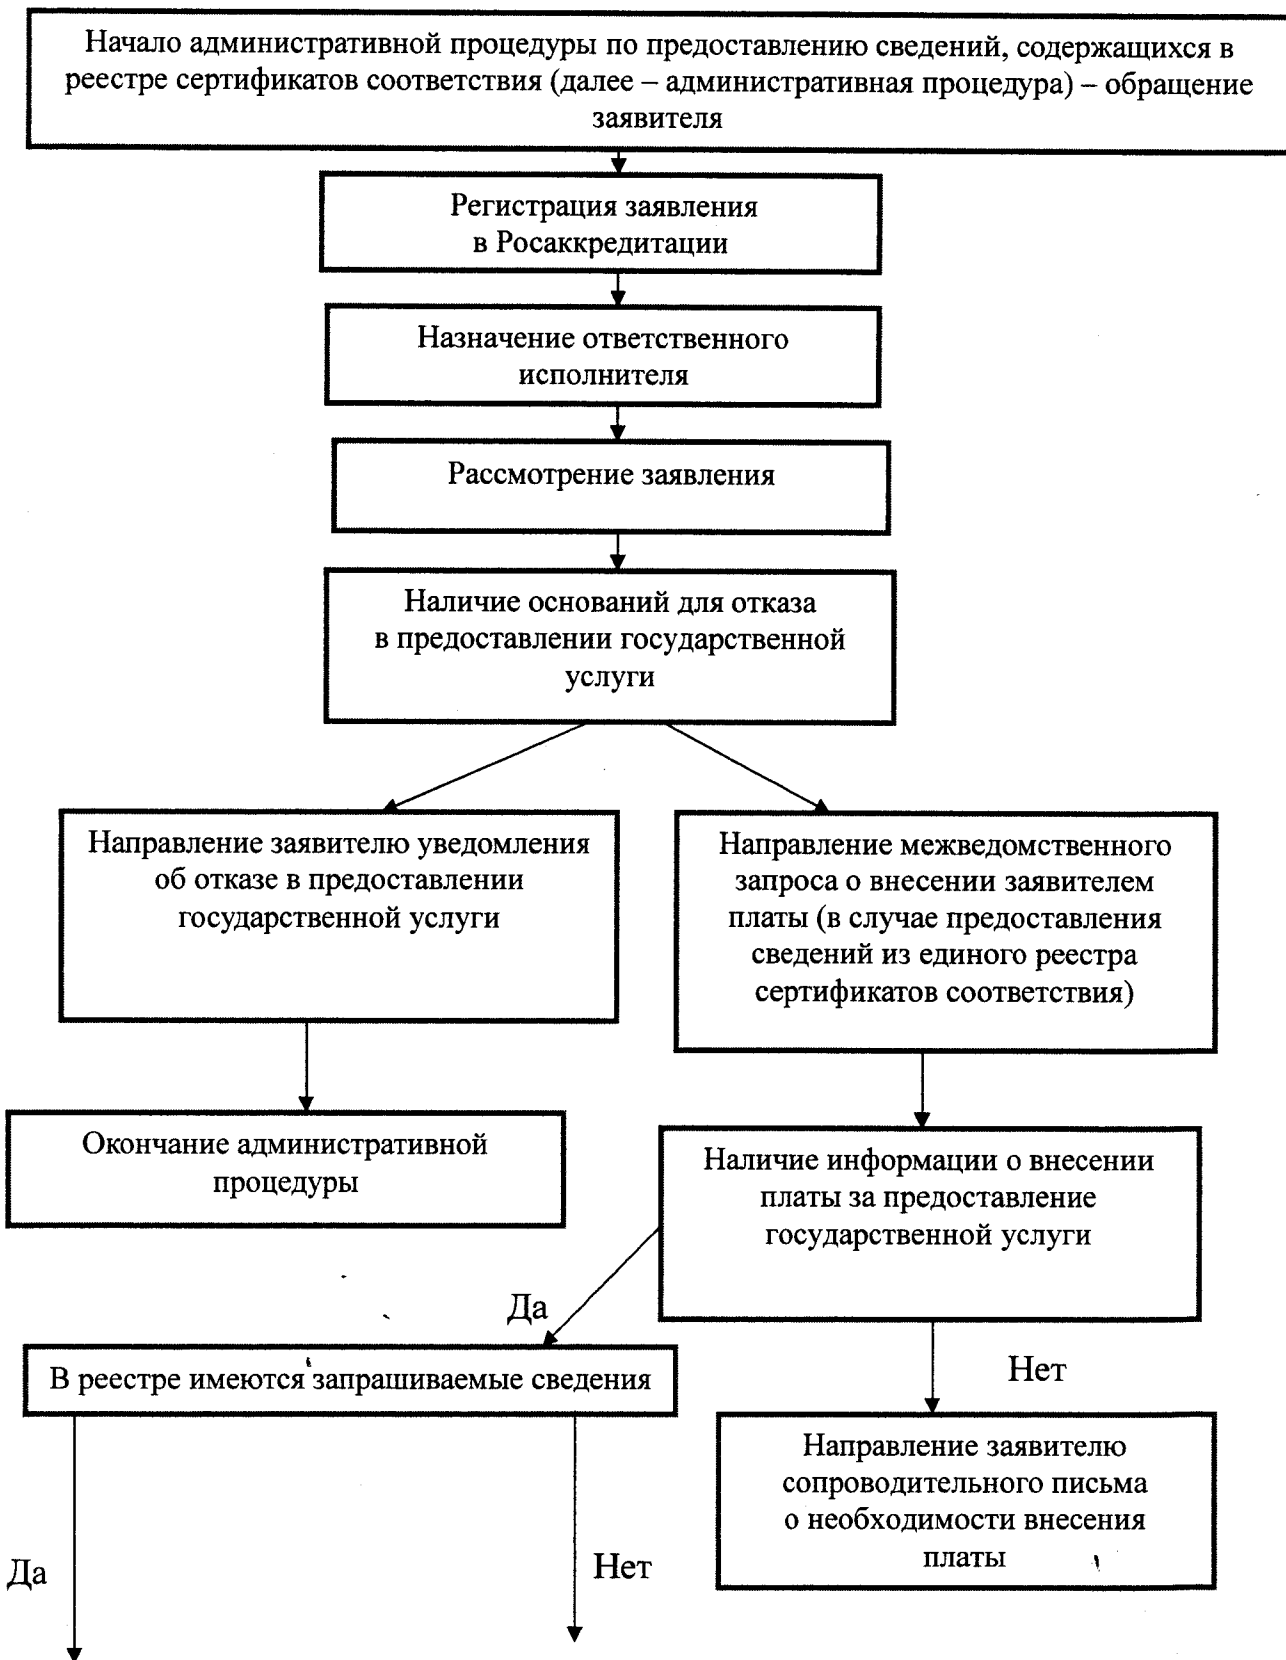 Начало административной процедуры по предоставлению сведений, содержащихся в
реестре сертификатов соответствия (далее – административная процедура) – обращение
заявителя
Регистрация заявления
в Росаккредитации
Назначение ответственного
исполнителя
Рассмотрение заявления
Наличие оснований для отказа
в предоставлении государственной
услуги
Направление заявителю уведомления
об отказе в предоставлении
государственной услуги
Направление межведомственного
запроса о внесении заявителем
платы (в случае предоставления
сведений из единого реестра
сертификатов соответствия)
Окончание административной
процедуры
Наличие информации о внесении
платы за предоставление
государственной услуги
Да
Нет
В реестре имеются запрашиваемые сведения
Направление заявителю
сопроводительного письма
о необходимости внесения
платы
Да
Нет